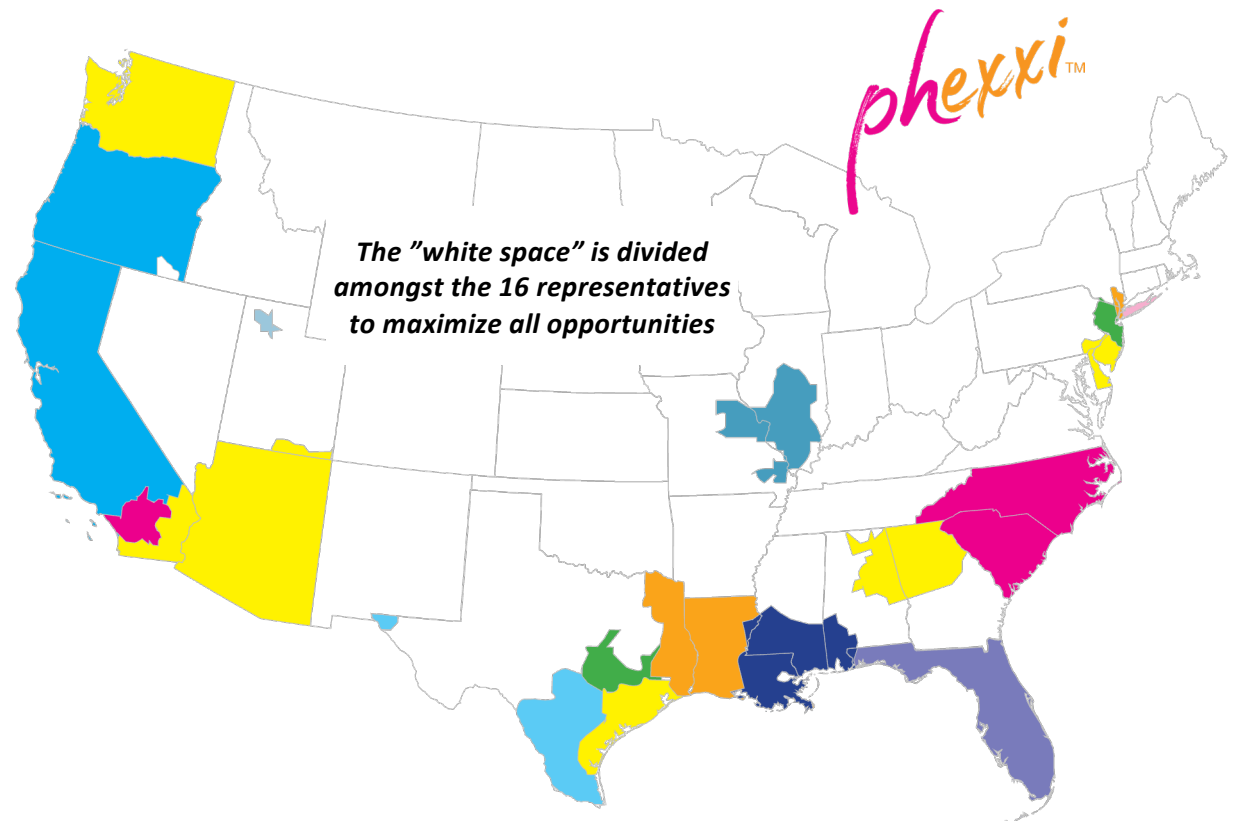 phexxi™
The ”white space” is divided
amongst the 16 representatives
to maximize all opportunities